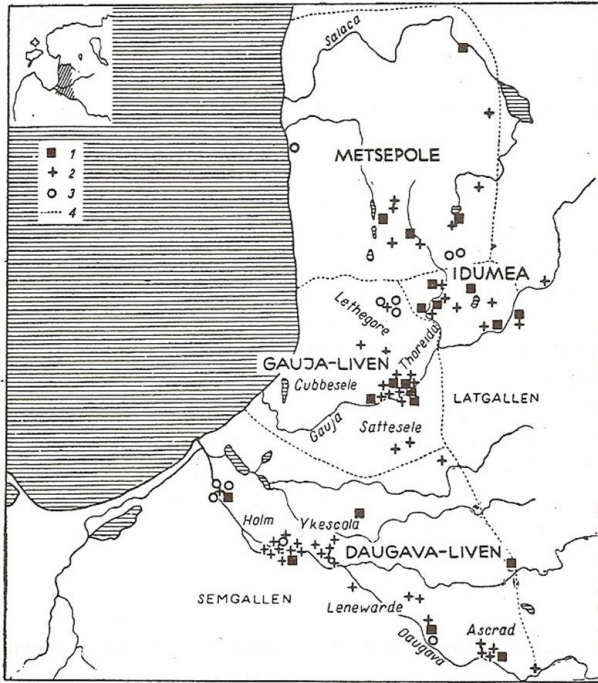 Salaca
1
2
3
4
METSEPOLE
IDUMEA
Lethegore
Thoreida
GAUJA-LIVEN
Cubbesele
LATGALLEN
Gauja
Sattesele
Holm
Ykescola
DAUGAVA-LIVEN
SEMGALLEN
Lenewarde
Daugava
Ascrad